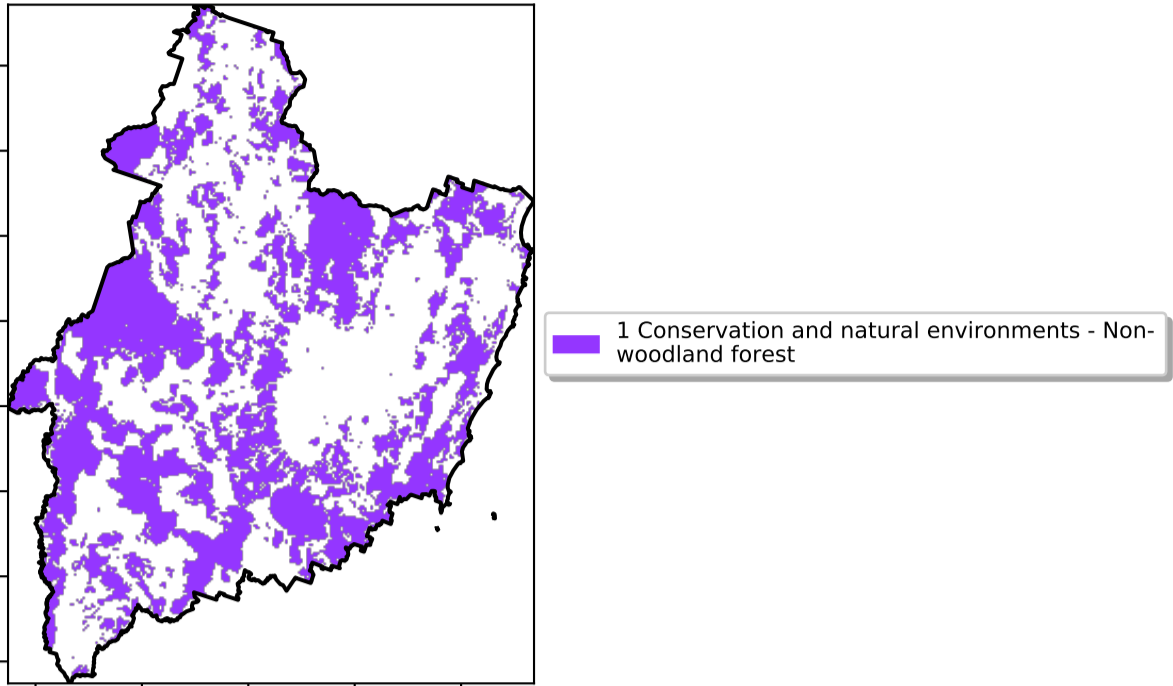 1 Conservation and natural environments - Non-
woodland forest